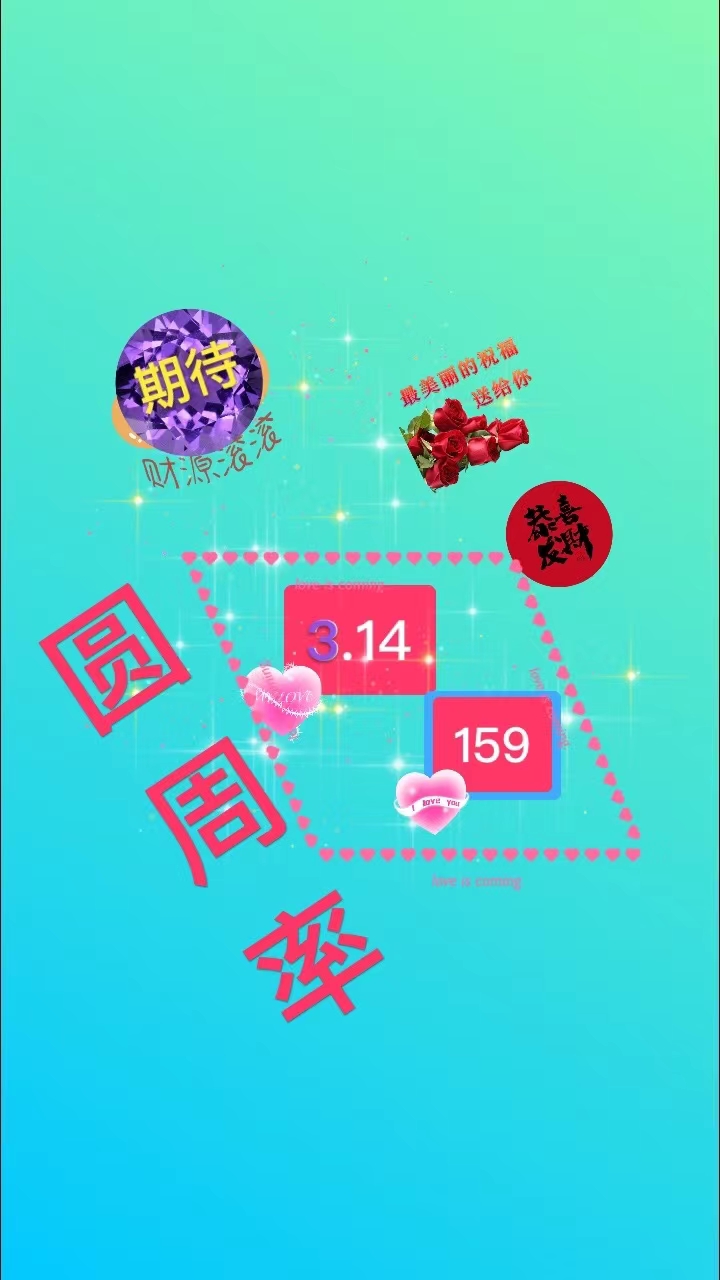 期待
财源滚滚
最美丽的祝福
送给你
恭喜
发财
love is coming
3.14
159
I love you
love is coming
圆周率